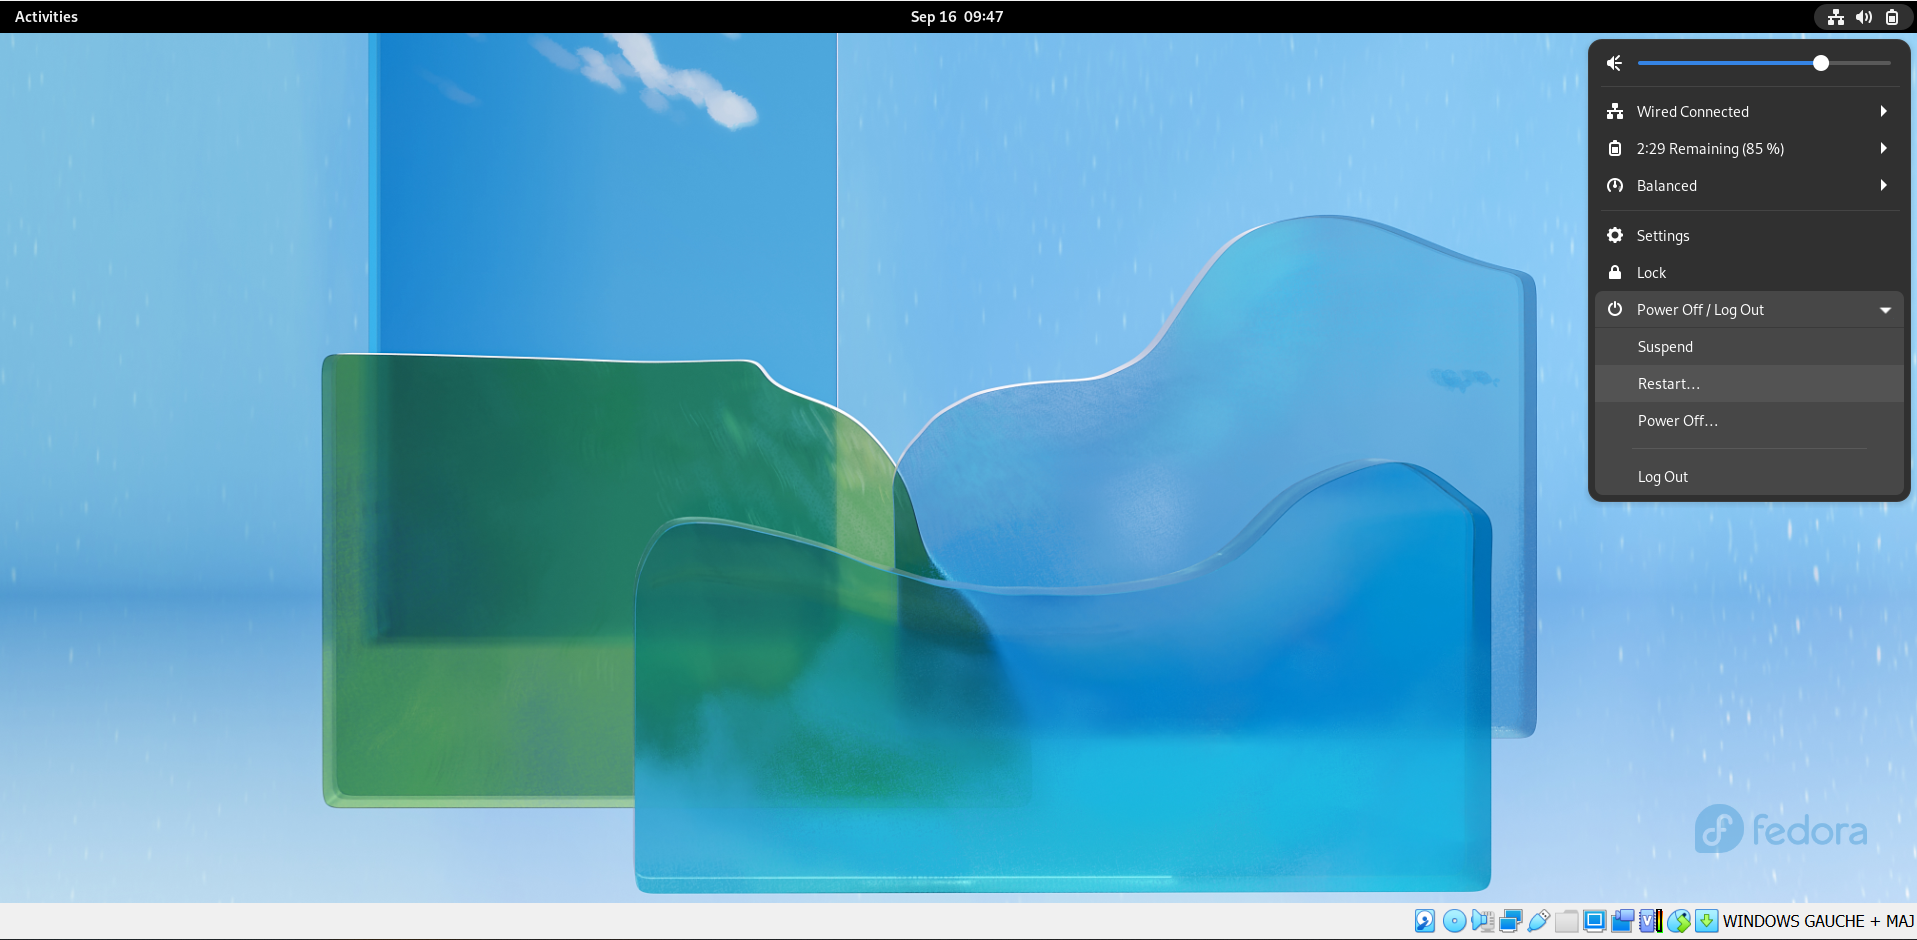 Activities
Sep 16 09:47
Wired Connected
2:29 Remaining (85 %)
Balanced
Settings
Lock
Power Off / Log Out
Suspend
Restart...
Power Off...
Log Out
fedora
WINDOWS GAUCHE + MAJ